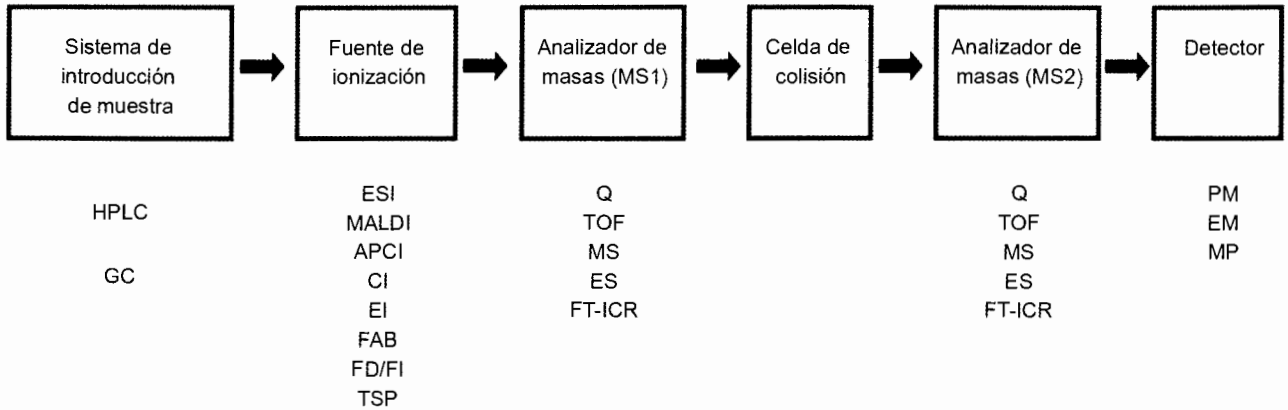 Sistema de
introducción
de muestra
Fuente de
ionización
Analizador de
masas (MS1)
Celda de
colisión
Analizador de
masas (MS2)
Detector
HPLC
GC
ESI
MALDI
APCI
CI
EI
FAB
FD/FI
TSP
Q
TOF
MS
ES
FT-ICR
Q
TOF
MS
ES
FT-ICR
PM
EM
MP